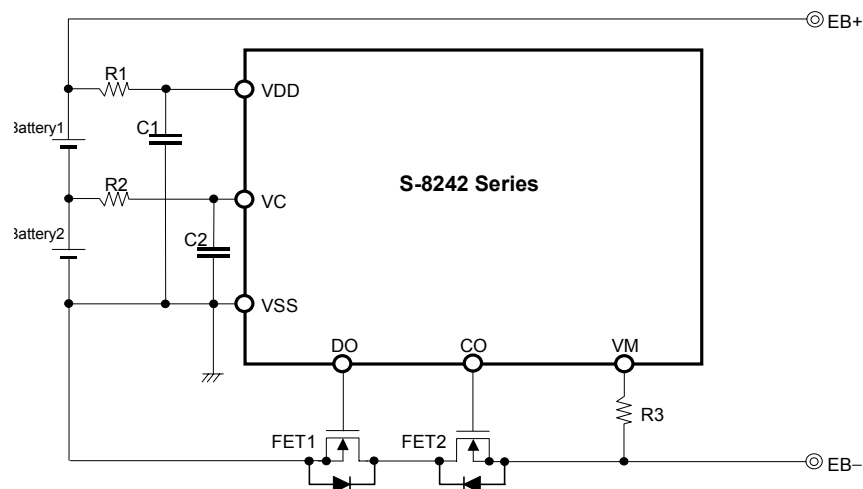 EB+
R1
VDD
C1
Battery1
S-8242 Series
R2
VC
C2
Battery2
VSS
DO
CO
VM
R3
FET1
FET2
EB−